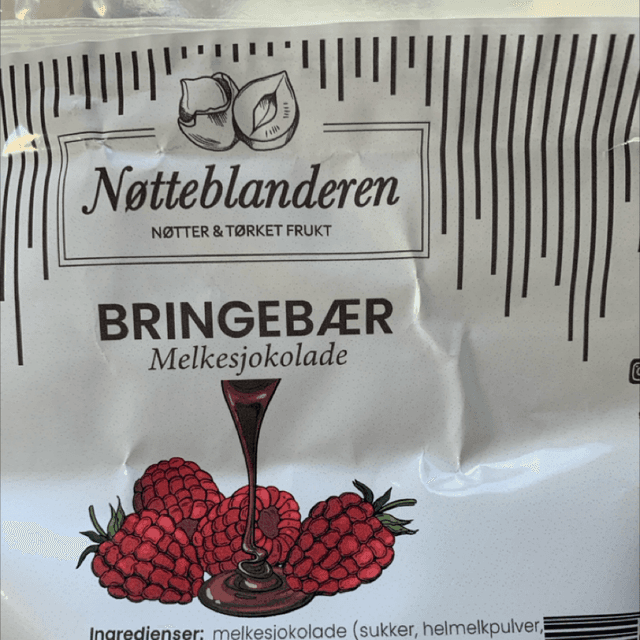 Nøtteblanderen
NØTTER & TØRKET FRUKT
BRINGEBÆR
Melkesjokolade
Ingredienser: melkesjokolade (sukker, helmelkpulver,